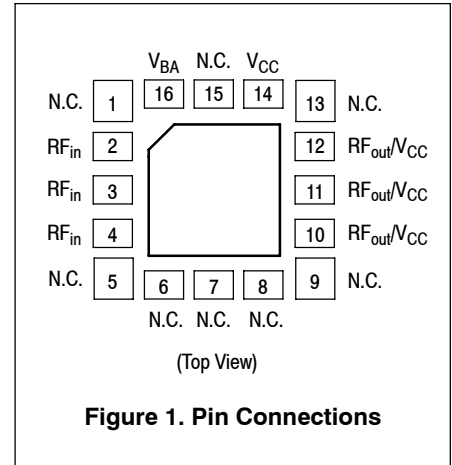 V_BA N.C. V_CC
16 15 14
N.C. 1 13 N.C.
RF_in 2 12 RF_out/V_CC
RF_in 3 11 RF_out/V_CC
RF_in 4 10 RF_out/V_CC
N.C. 5 9 N.C.
6 7 8
N.C. N.C. N.C.
(Top View)
Figure 1. Pin Connections